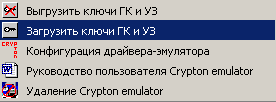 Выгрузить ключи ГК и УЗ
Загрузить ключи ГК и УЗ
Конфигурация драйвера-эмулятора
Руководство пользователя Crypton emulator
Удаление Crypton emulator